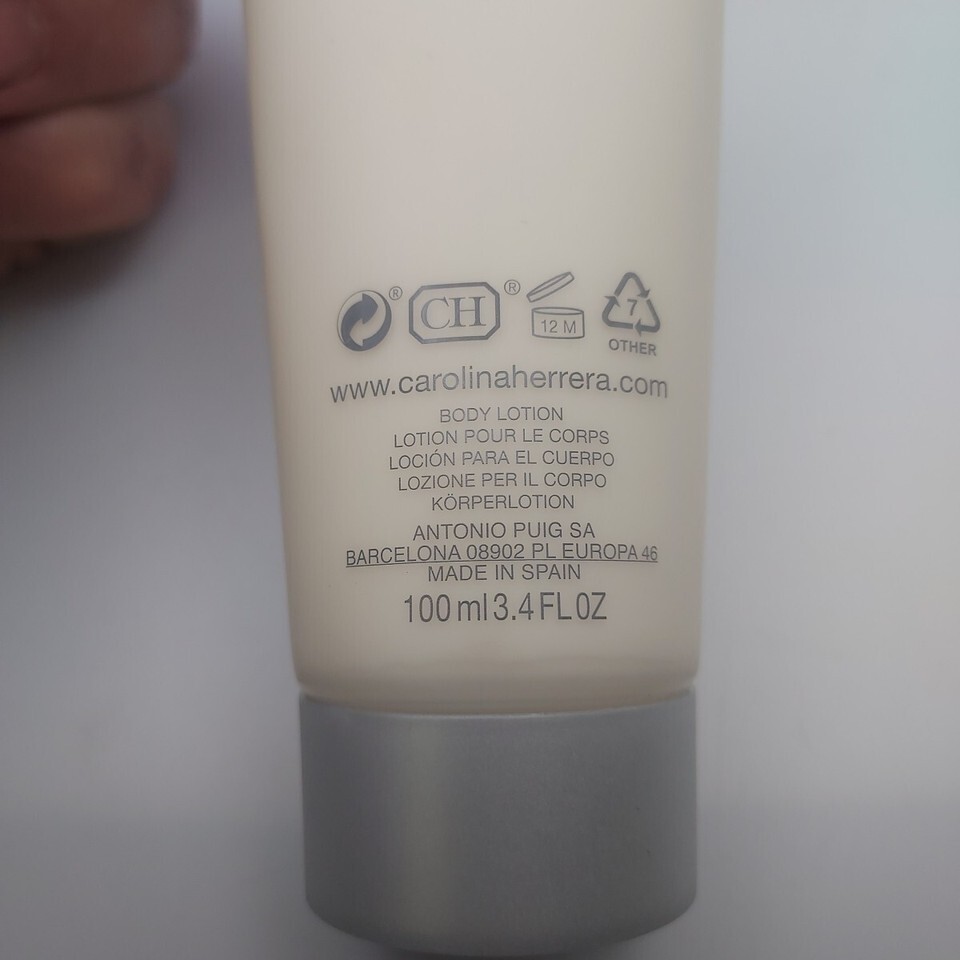 ® CH ® 12 M 7
OTHER
www.carolinaherrera.com
BODY LOTION
LOTION POUR LE CORPS
LOCIÓN PARA EL CUERPO
LOZIONE PER IL CORPO
KÖRPERLOTION
ANTONIO PUIG SA
BARCELONA 08902 PL EUROPA 46
MADE IN SPAIN
100 ml 3.4 FL OZ